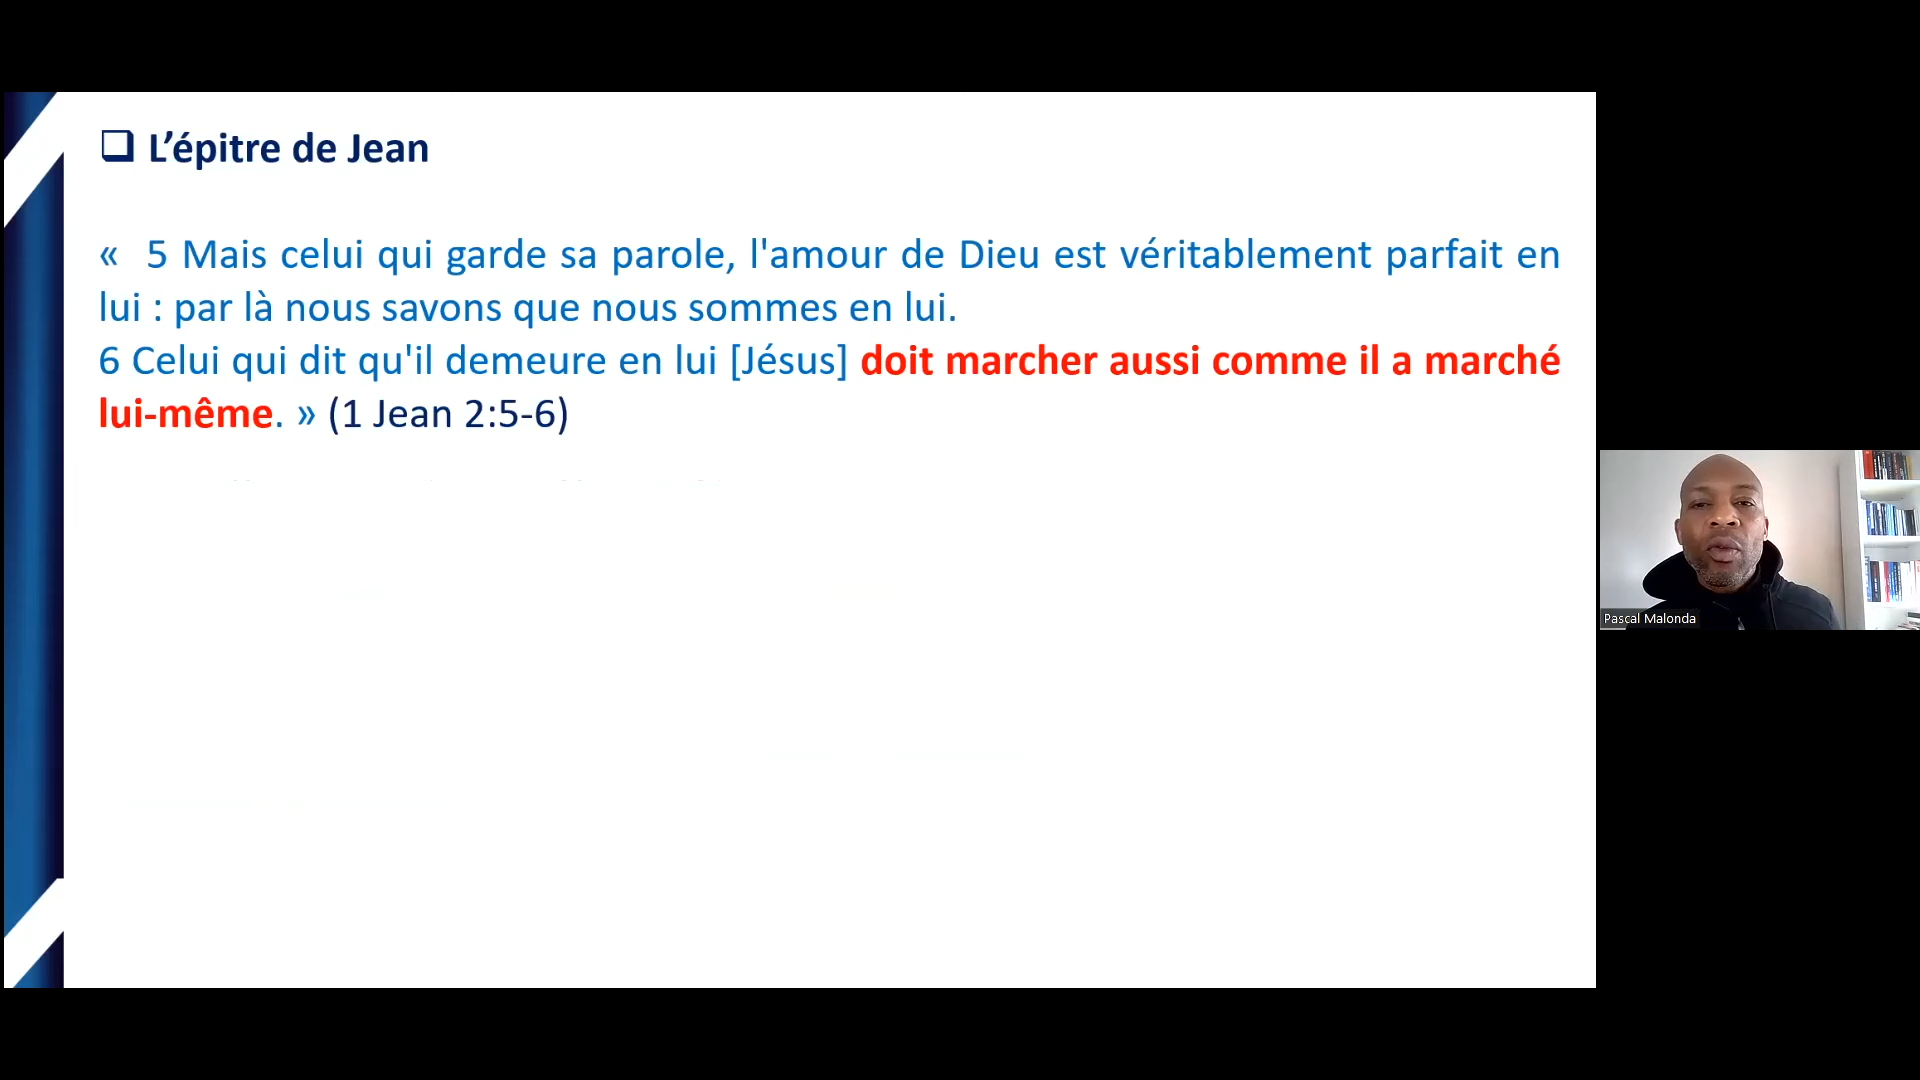 L’épitre de Jean
«  5 Mais celui qui garde sa parole, l'amour de Dieu est véritablement parfait en
lui : par là nous savons que nous sommes en lui.
6 Celui qui dit qu'il demeure en lui [Jésus] doit marcher aussi comme il a marché
lui-même. » (1 Jean 2:5-6)
Pascal Malonda